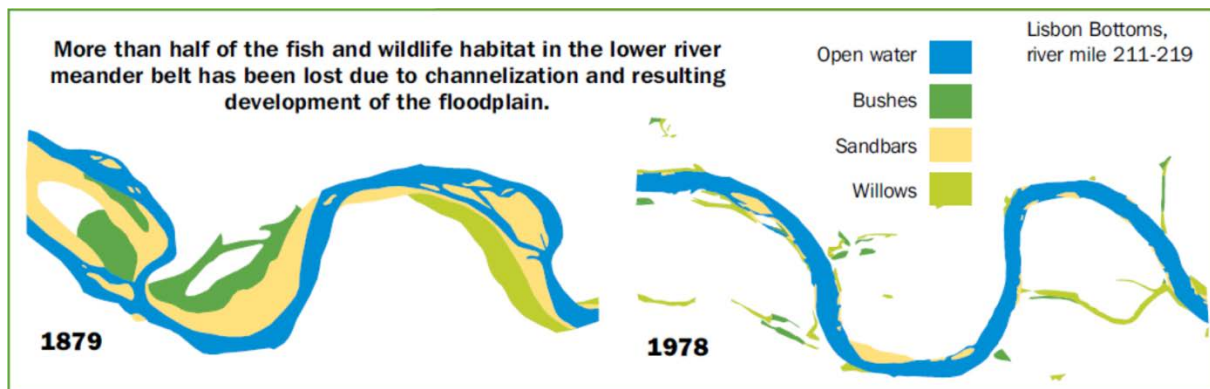 More than half of the fish and wildlife habitat in the lower river
meander belt has been lost due to channelization and resulting
development of the floodplain.
Lisbon Bottoms,
river mile 211-219
Open water
Bushes
Sandbars
Willows
1879
1978